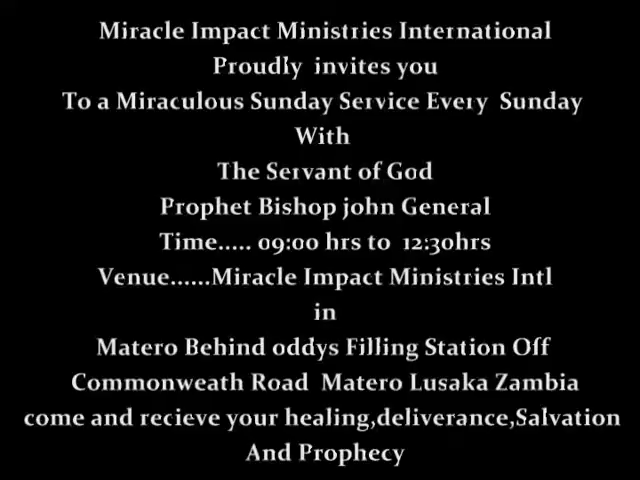 Miracle Impact Ministries International
Proudly invites you
To a Miraculous Sunday Service Every Sunday
With
The Servant of God
Prophet Bishop john General
Time..... 09:00 hrs to 12:30hrs
Venue......Miracle Impact Ministries Intl
in
Matero Behind oddys Filling Station Off
Commonweath Road Matero Lusaka Zambia
come and recieve your healing,deliverance,Salvation
And Prophecy